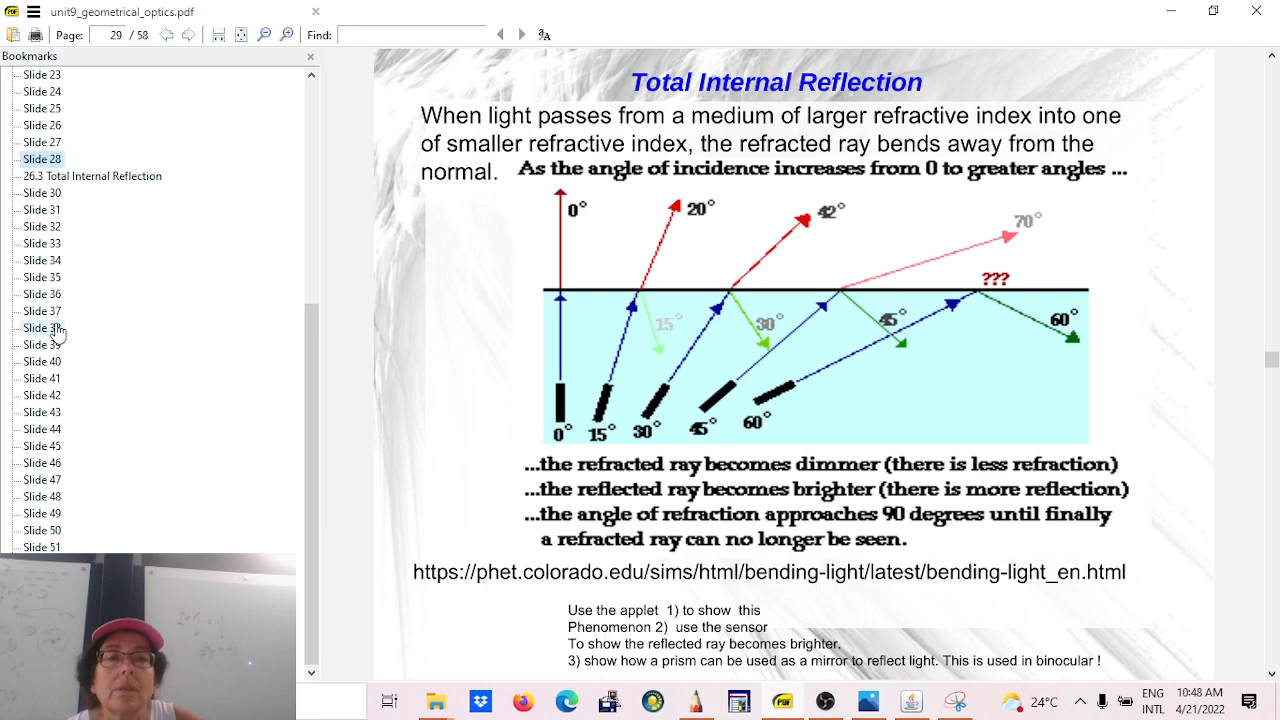 unit9_geometrical_optics.pdf
Page: 29 / 58 Find:
Bookmarks
Slide 23
Slide 24
Slide 25
Slide 26
Slide 27
Slide 28
26.3 Total Internal Reflection
Slide 30
Slide 31
Slide 32
Slide 33
Slide 34
Slide 35
Slide 36
Slide 37
Slide
Slide 39
Slide 40
Slide 41
Slide 42
Slide 43
Slide 44
Slide 45
Slide 46
Slide 47
Slide 48
Slide 49
Slide 50
Slide 51
Total Internal Reflection
When light passes from a medium of larger refractive index into one
of smaller refractive index, the refracted ray bends away from the
normal.
As the angle of incidence increases from 0 to greater angles ...
0° 20° 42° 70°
???
15° 30° 45° 60°
0° 15° 30° 45° 60°
...the refracted ray becomes dimmer (there is less refraction)
...the reflected ray becomes brighter (there is more reflection)
...the angle of refraction approaches 90 degrees until finally
a refracted ray can no longer be seen.
https://phet.colorado.edu/sims/html/bending-light/latest/bending-light_en.html
Use the applet 1) to show this
Phenomenon 2) use the sensor
To show the reflected ray becomes brighter.
3) show how a prism can be used as a mirror to reflect light. This is used in binocular !
23°C
ENG
INTL
10:48 AM
4/21/2022